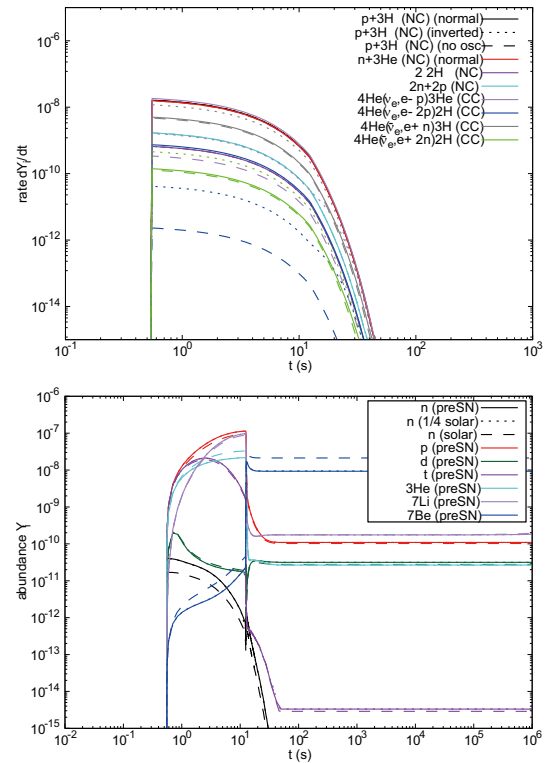 10^-6
10^-8
10^-10
10^-12
10^-14
rate dY_i/dt
p+3H (NC) (normal)
p+3H (NC) (inverted)
p+3H (NC) (no osc)
n+3He (NC) (normal)
2 2H (NC)
2n+2p (NC)
4He(ν_e,e- p)3He (CC)
4He(ν_e,e- 2p)2H (CC)
4He(ν̄_e,e+ n)3H (CC)
4He(ν̄_e,e+ 2n)2H (CC)
10^-1 10^0 10^1 10^2 10^3
t (s)
10^-6
10^-7
10^-8
10^-9
10^-10
10^-11
10^-12
10^-13
10^-14
10^-15
abundance Y_i
n (preSN)
n (1/4 solar)
n (solar)
p (preSN)
d (preSN)
t (preSN)
3He (preSN)
7Li (preSN)
7Be (preSN)
10^-2 10^-1 10^0 10^1 10^2 10^3 10^4 10^5 10^6
t (s)